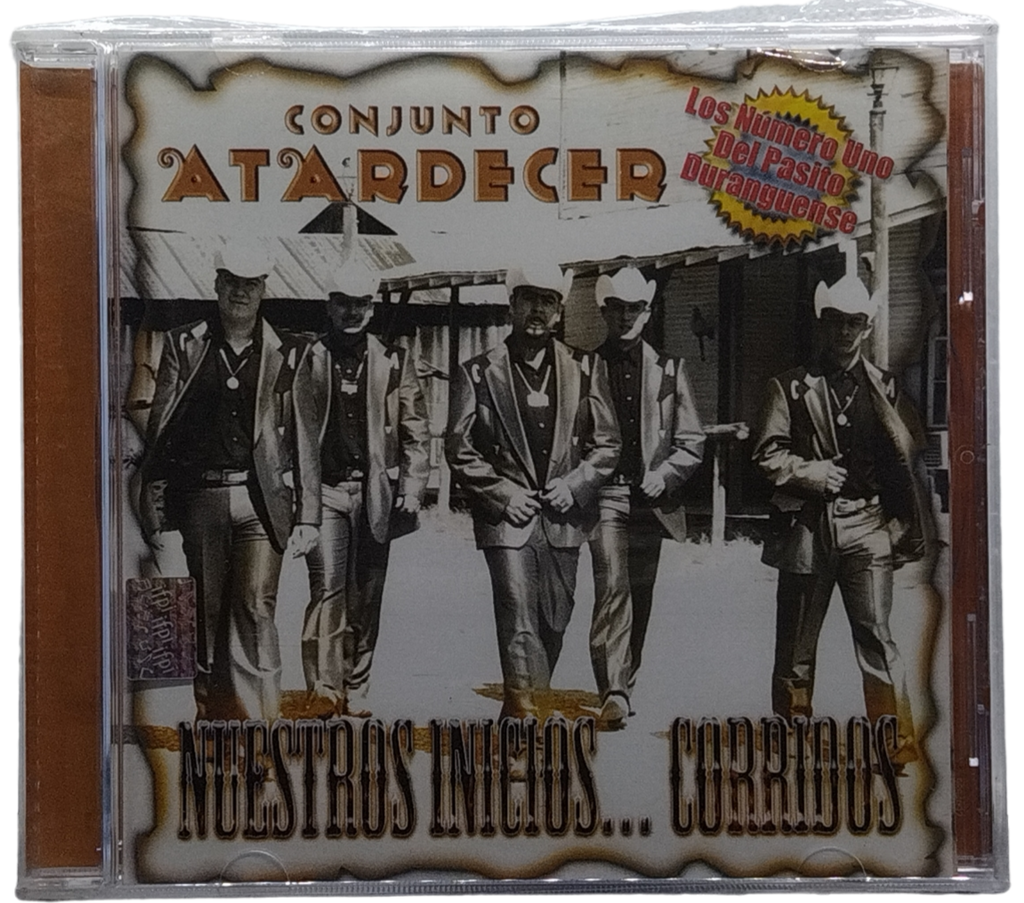 CONJUNTO
ATARDECER
Los Número Uno
Del Pasito
Duranguense
NUESTROS INICIOS... CORRIDOS